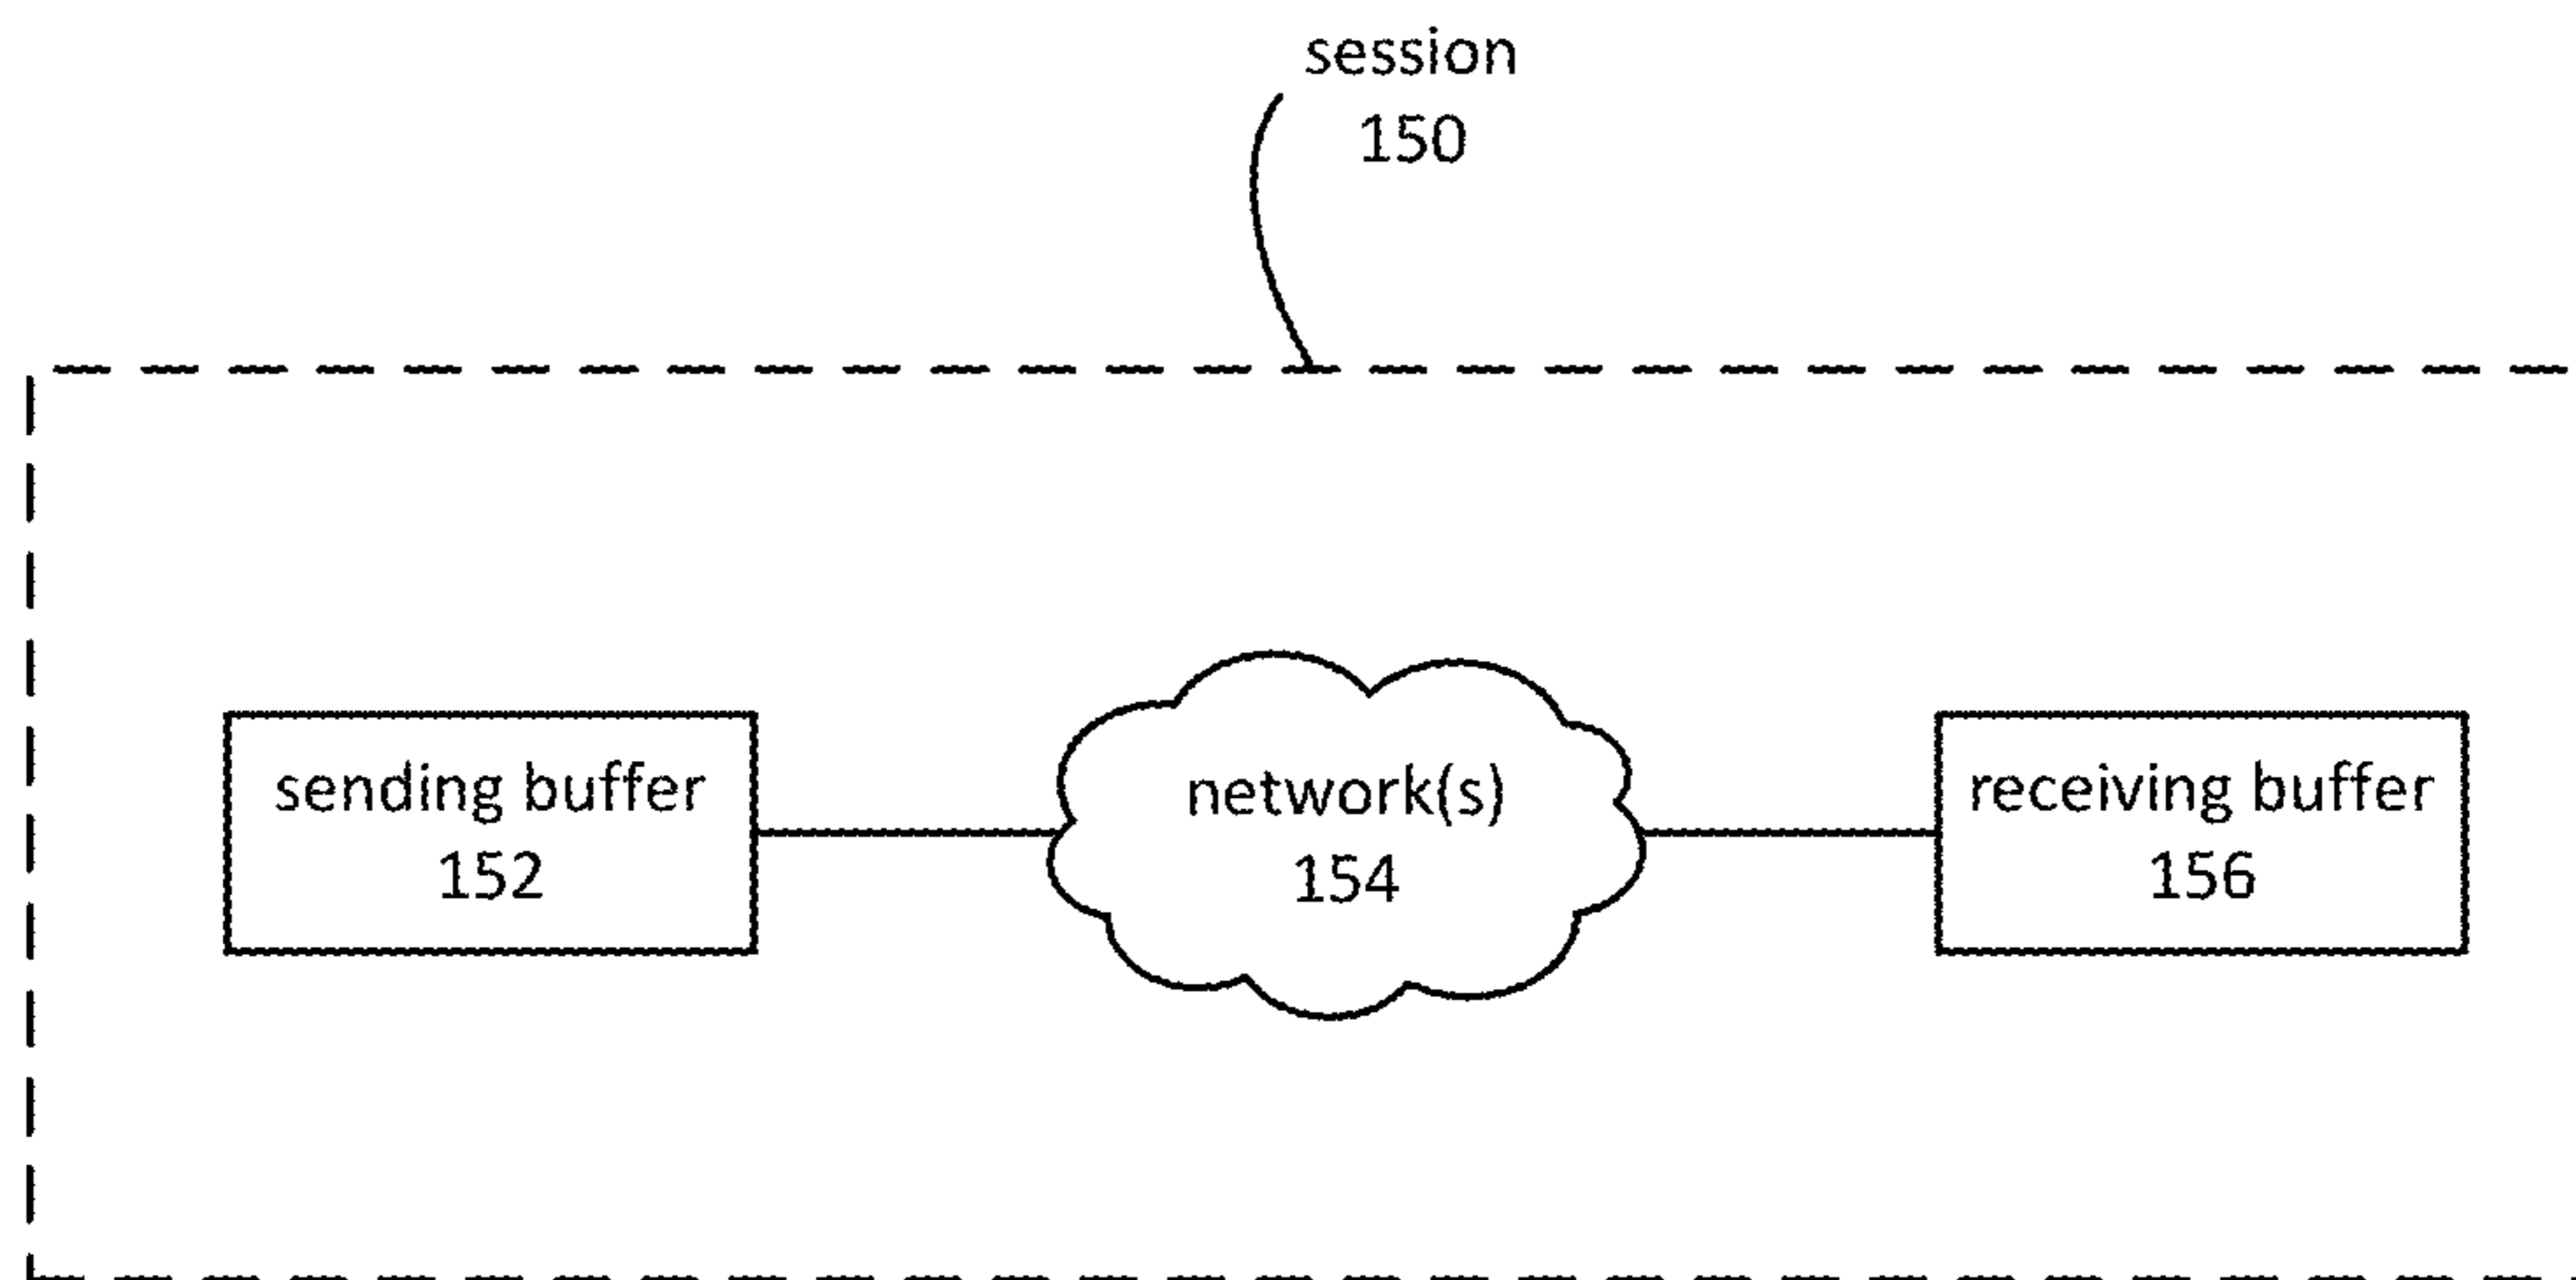 session
150
sending buffer
152
network(s)
154
receiving buffer
156